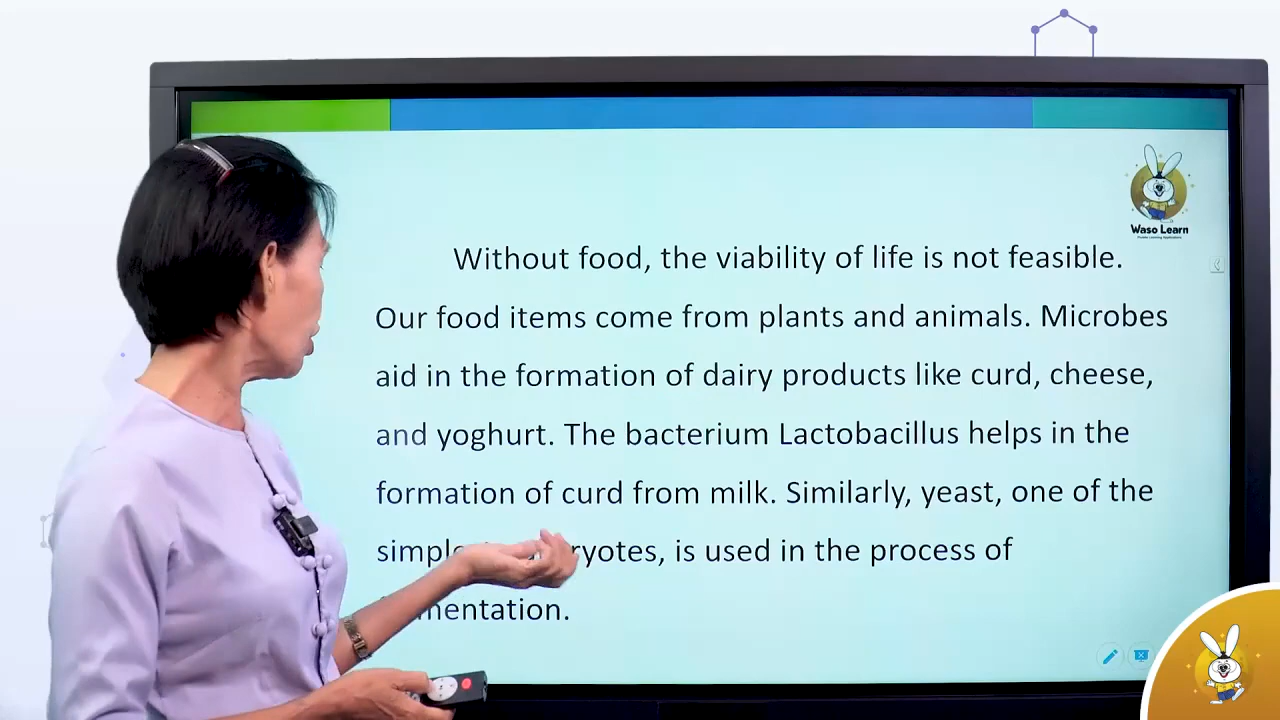 Waso Learn
Without food, the viability of life is not feasible.
Our food items come from plants and animals. Microbes
aid in the formation of dairy products like curd, cheese,
and yoghurt. The bacterium Lactobacillus helps in the
formation of curd from milk. Similarly, yeast, one of the
is used in the process of